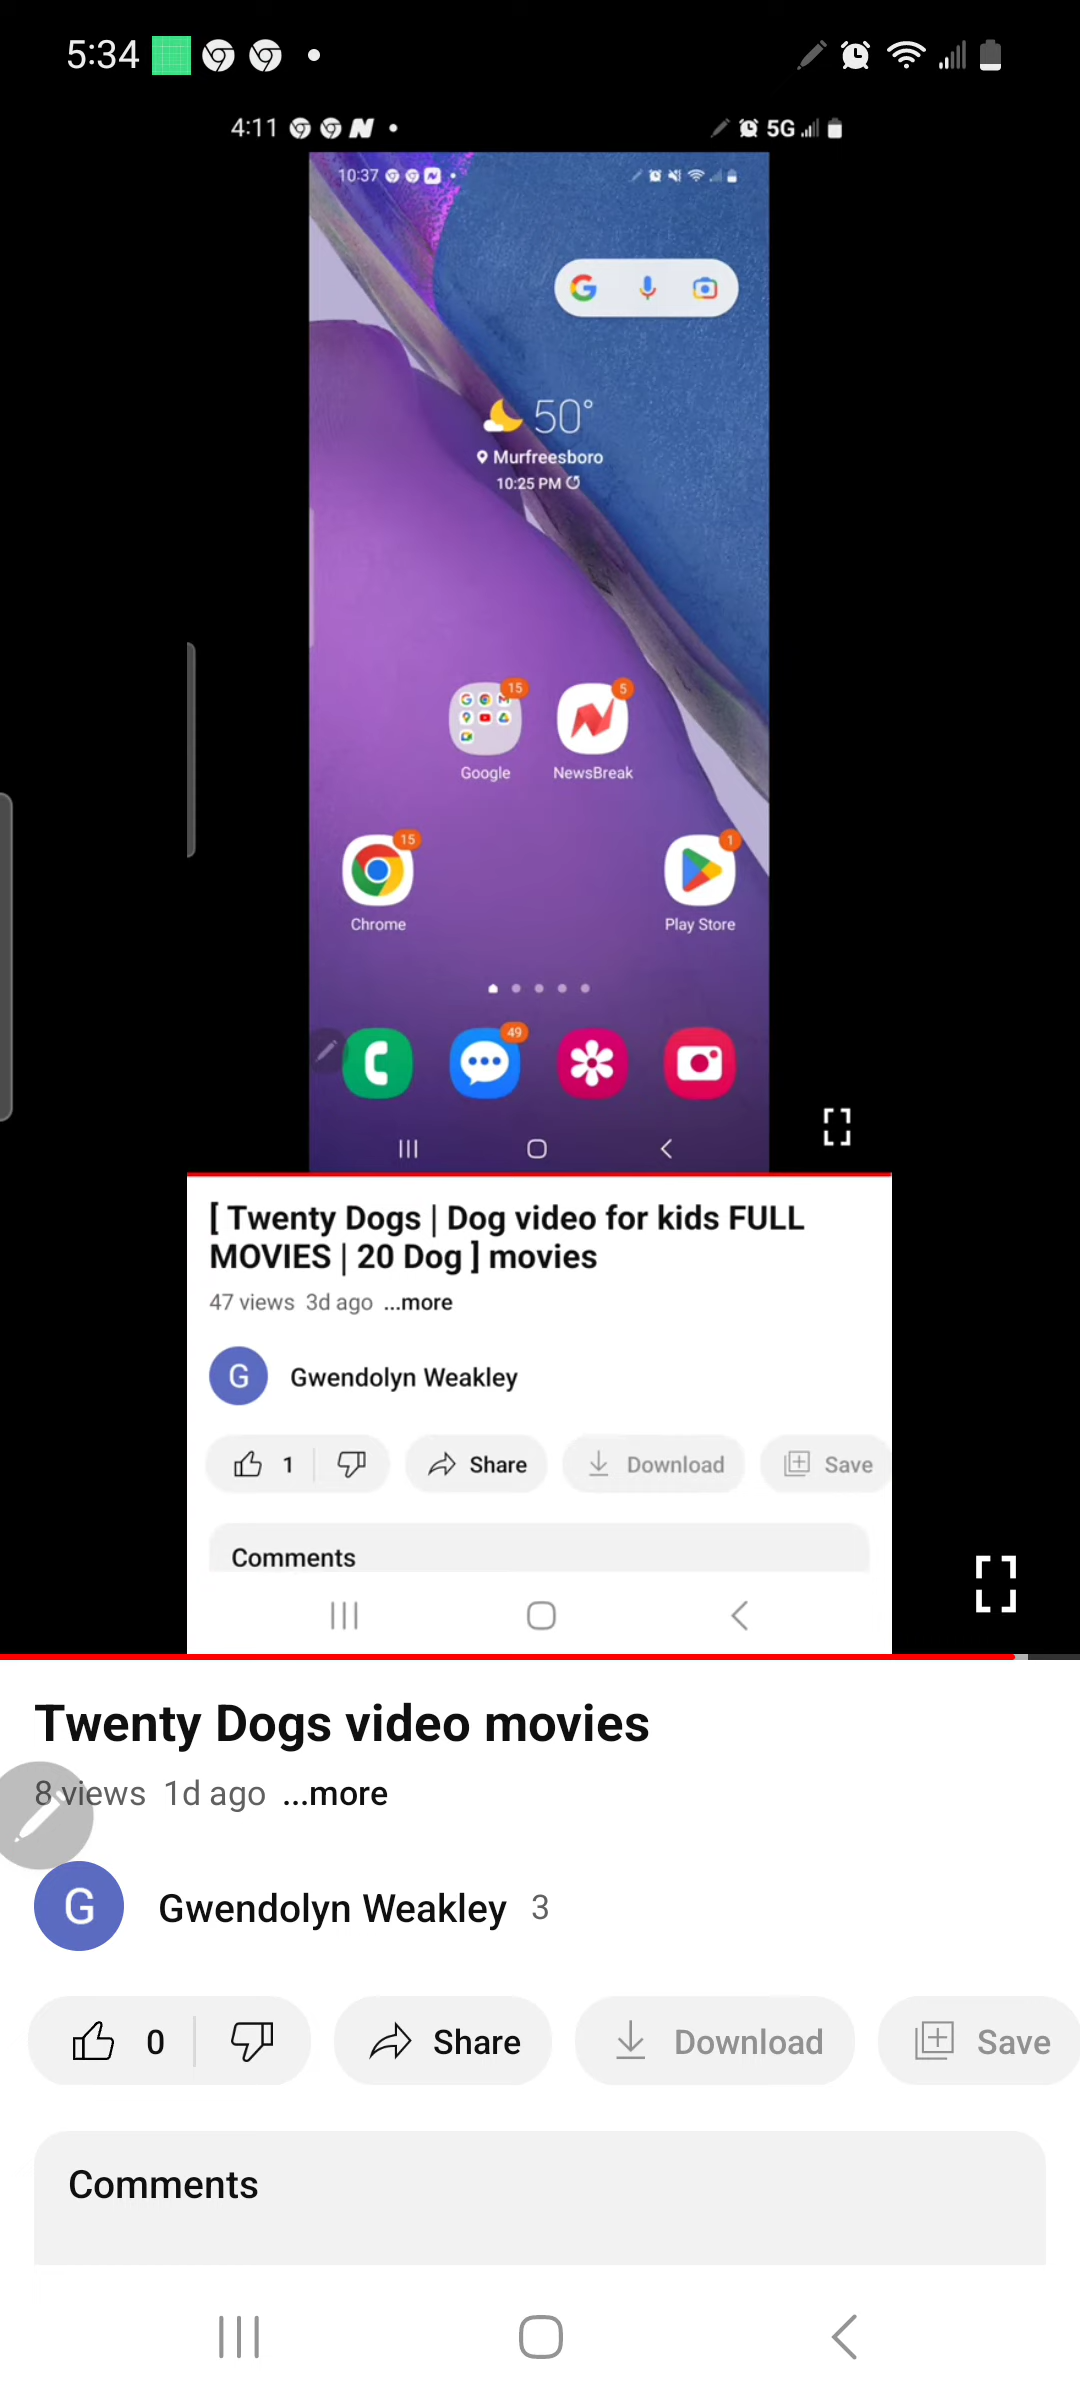 5:34
4:11 5G
10:37
50°
Murfreesboro
10:25 PM
15
5
Google
NewsBreak
15
1
Chrome
Play Store
49
[ Twenty Dogs | Dog video for kids FULL
MOVIES | 20 Dog ] movies
47 views 3d ago ...more
G Gwendolyn Weakley
1 Share Download Save
Comments
Twenty Dogs video movies
8 views 1d ago ...more
G Gwendolyn Weakley 3
0 Share Download Save
Comments